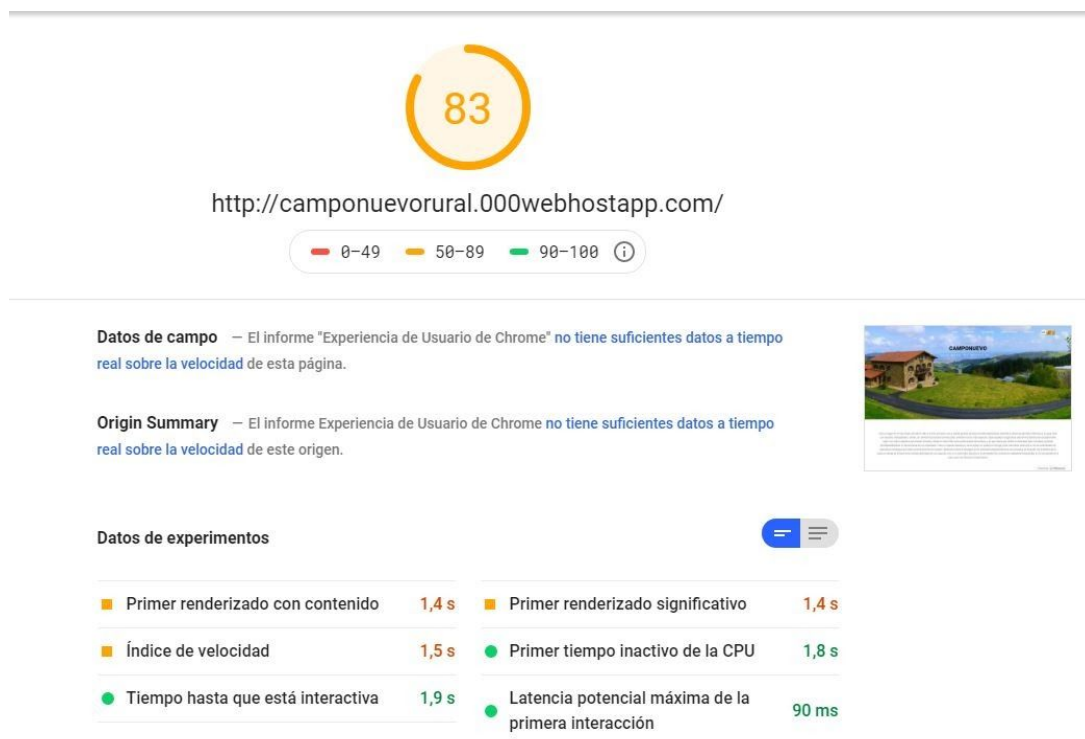 83
http://camponuevorural.000webhostapp.com/
0–49 50–89 90–100
Datos de campo — El informe "Experiencia de Usuario de Chrome" no tiene suficientes datos a tiempo
real sobre la velocidad de esta página.
CAMPONUEVO
Origin Summary — El informe Experiencia de Usuario de Chrome no tiene suficientes datos a tiempo
real sobre la velocidad de este origen.
Datos de experimentos
Primer renderizado con contenido 1,4 s
Primer renderizado significativo 1,4 s
Índice de velocidad 1,5 s
Primer tiempo inactivo de la CPU 1,8 s
Tiempo hasta que está interactiva 1,9 s
Latencia potencial máxima de la
primera interacción 90 ms